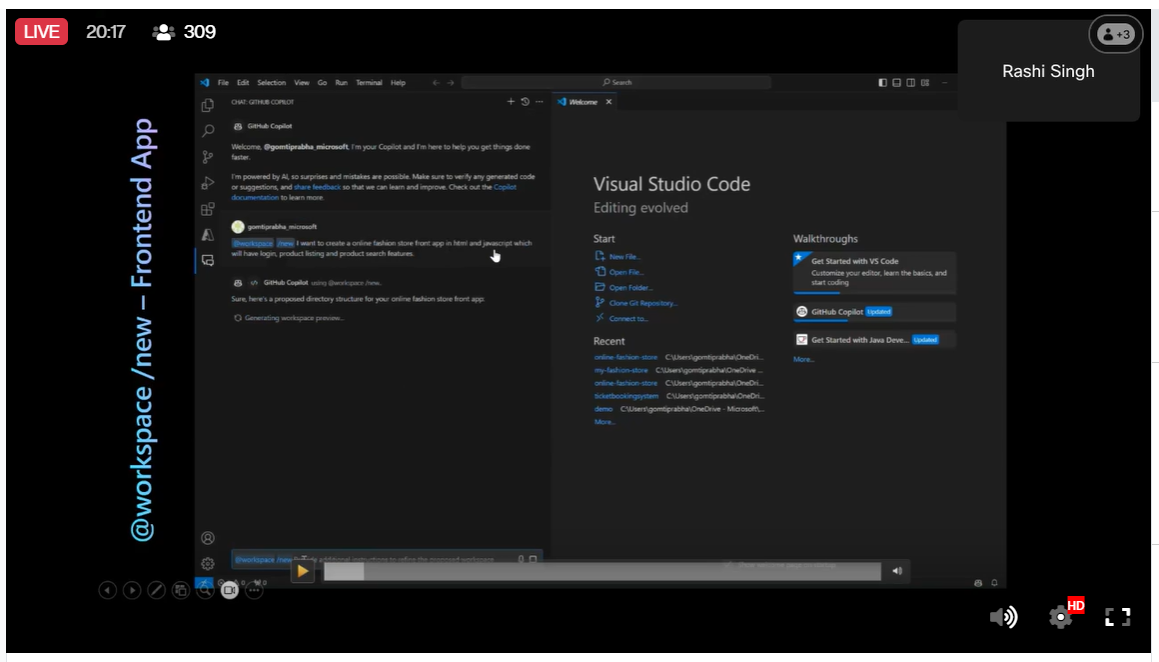 LIVE 20:17 309
+3
Rashi Singh
@workspace /new – Frontend App
File Edit Selection View Go Run Terminal Help
Search
CHAT: GITHUB COPILOT
Welcome
GitHub Copilot
Welcome, @gomtiprabha_microsoft, I'm your Copilot and I'm here to help you get things done
faster.
I'm powered by AI, so surprises and mistakes are possible. Make sure to verify any generated code
or suggestions, and share feedback so that we can learn and improve. Check out the Copilot
documentation to learn more.
gomtiprabha_microsoft
@workspace /new I want to create a online fashion store front app in html and javascript which
will have login, product listing and product search features.
GitHub Copilot using @workspace /new..
Sure, here's a proposed directory structure for your online fashion store front app:
Generating workspace preview...
@workspace /new
additional instructions to refine the proposed workspace
Visual Studio Code
Editing evolved
Start
New File...
Open File...
Open Folder...
Clone Git Repository...
Connect to...
Recent
online-fashion-store C:\Users\gomtiprabha\OneDri...
my-fashion-store C:\Users\gomtiprabha\OneDrive ...
online-fashion-store C:\Users\gomtiprabha\OneDri...
ticketbookingsystem C:\Users\gomtiprabha\OneDri...
demo C:\Users\gomtiprabha\OneDrive - Microsoft\...
More...
Walkthroughs
Get Started with VS Code
Customize your editor, learn the basics, and
start coding
GitHub Copilot Updated
Get Started with Java Deve... Updated
More...
Show welcome page on startup
HD